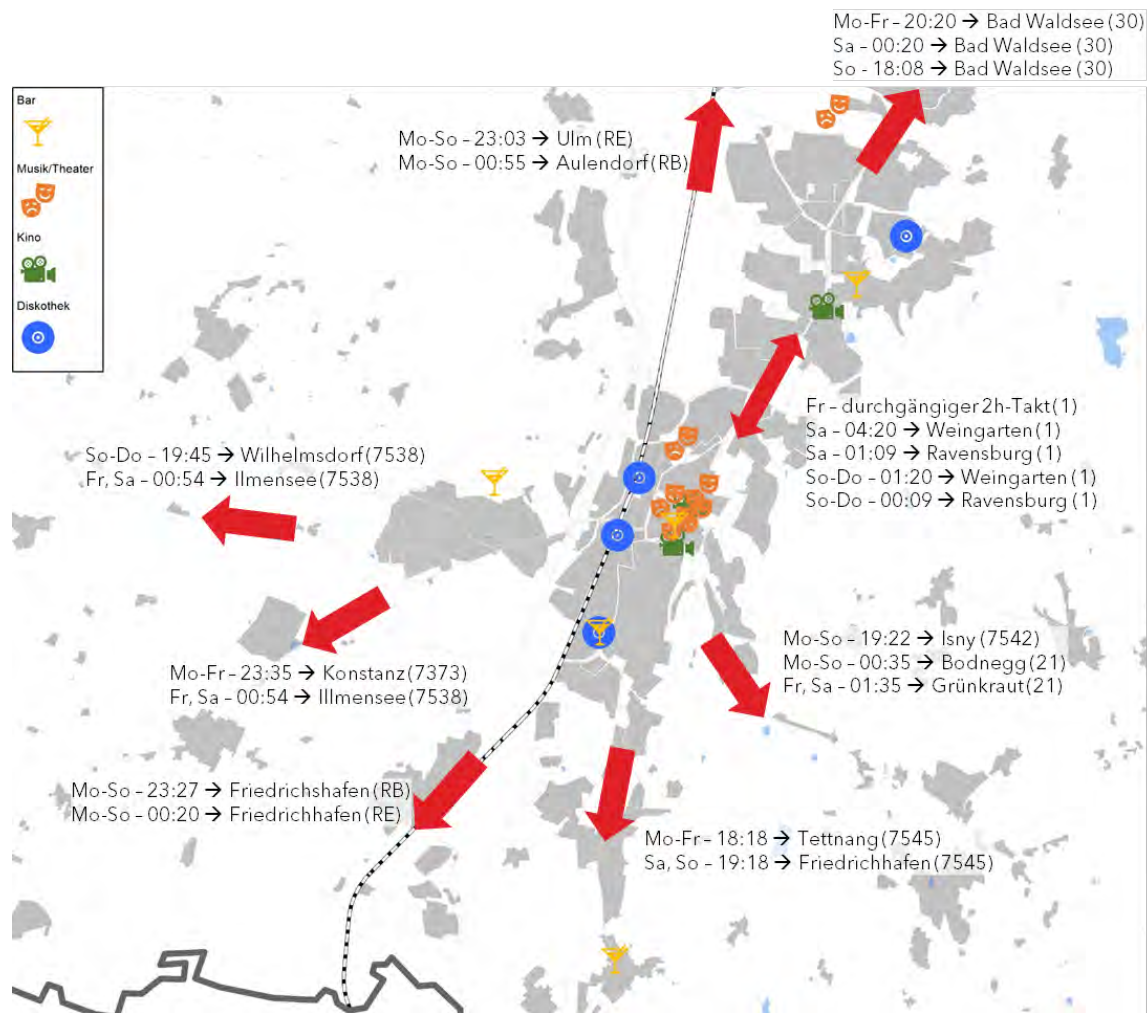 Mo-Fr – 20:20 → Bad Waldsee (30)
Sa – 00:20 → Bad Waldsee (30)
So – 18:08 → Bad Waldsee (30)
Bar
Musik/Theater
Kino
Diskothek
Mo-So – 23:03 → Ulm (RE)
Mo-So – 00:55 → Aulendorf (RB)
Fr – durchgängiger 2h-Takt (1)
Sa – 04:20 → Weingarten (1)
Sa – 01:09 → Ravensburg (1)
So-Do – 01:20 → Weingarten (1)
So-Do – 00:09 → Ravensburg (1)
So-Do – 19:45 → Wilhelmsdorf (7538)
Fr, Sa – 00:54 → Ilmensee (7538)
Mo-Fr – 23:35 → Konstanz (7373)
Fr, Sa – 00:54 → Illmensee (7538)
Mo-So – 19:22 → Isny (7542)
Mo-So – 00:35 → Bodnegg (21)
Fr, Sa – 01:35 → Grünkraut (21)
Mo-So – 23:27 → Friedrichshafen (RB)
Mo-So – 00:20 → Friedrichhafen (RE)
Mo-Fr – 18:18 → Tettnang (7545)
Sa, So – 19:18 → Friedrichhafen (7545)